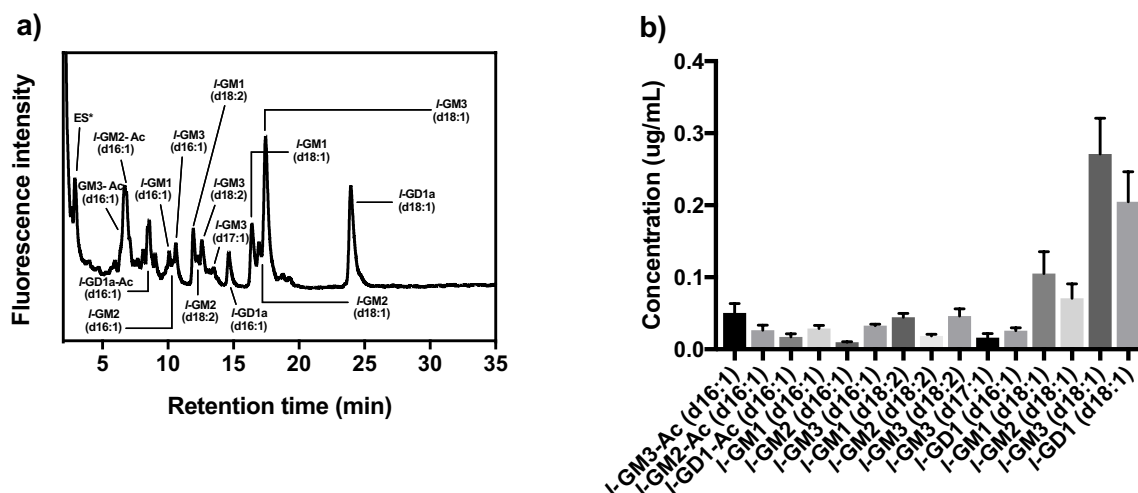 a)
Fluorescence intensity
ES*
GM3- Ac
(d16:1)
l-GM2- Ac
(d16:1)
l-GD1a-Ac
(d16:1)
l-GM1
(d16:1)
l-GM2
(d16:1)
l-GM3
(d16:1)
l-GM1
(d18:2)
l-GM2
(d18:2)
l-GM3
(d18:2)
l-GM3
(d17:1)
l-GD1a
(d16:1)
l-GM1
(d18:1)
l-GM2
(d18:1)
l-GM3
(d18:1)
l-GD1a
(d18:1)
5 10 15 20 25 30 35
Retention time (min)
b)
Concentration (ug/mL)
0.4
0.3
0.2
0.1
0.0
l-GM3-Ac (d16:1)
l-GM2-Ac (d16:1)
l-GD1-Ac (d16:1)
l-GM1 (d16:1)
l-GM2 (d16:1)
l-GM3 (d16:1)
l-GM1 (d18:2)
l-GM2 (d18:2)
l-GM3 (d18:2)
l-GM3 (d17:1)
l-GD1 (d16:1)
l-GM1 (d18:1)
l-GM2 (d18:1)
l-GM3 (d18:1)
l-GD1 (d18:1)